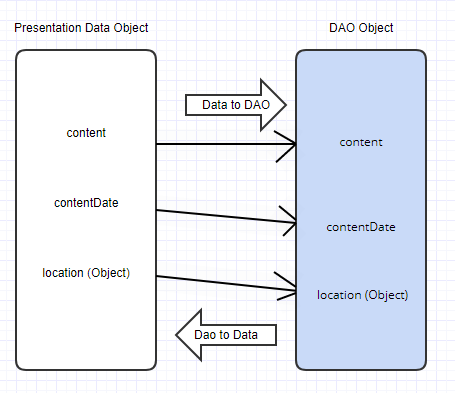 Presentation Data Object
DAO Object
Data to DAO
content
content
contentDate
contentDate
location (Object)
location (Object)
Dao to Data